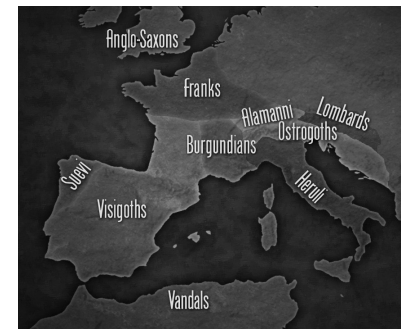 Anglo-Saxons
Franks
Alamanni
Lombards
Ostrogoths
Burgundians
Suevi
Heruli
Visigoths
Vandals